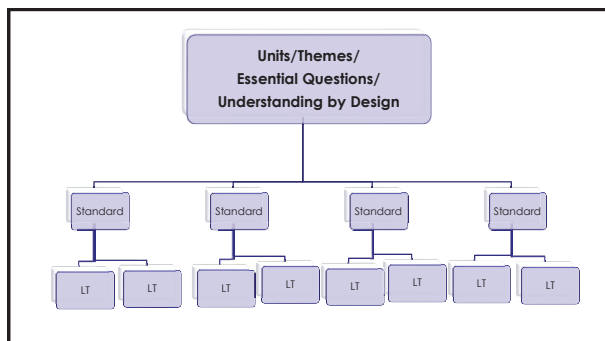 Units/Themes/
Essential Questions/
Understanding by Design
Standard
Standard
Standard
Standard
LT
LT
LT
LT
LT
LT
LT
LT